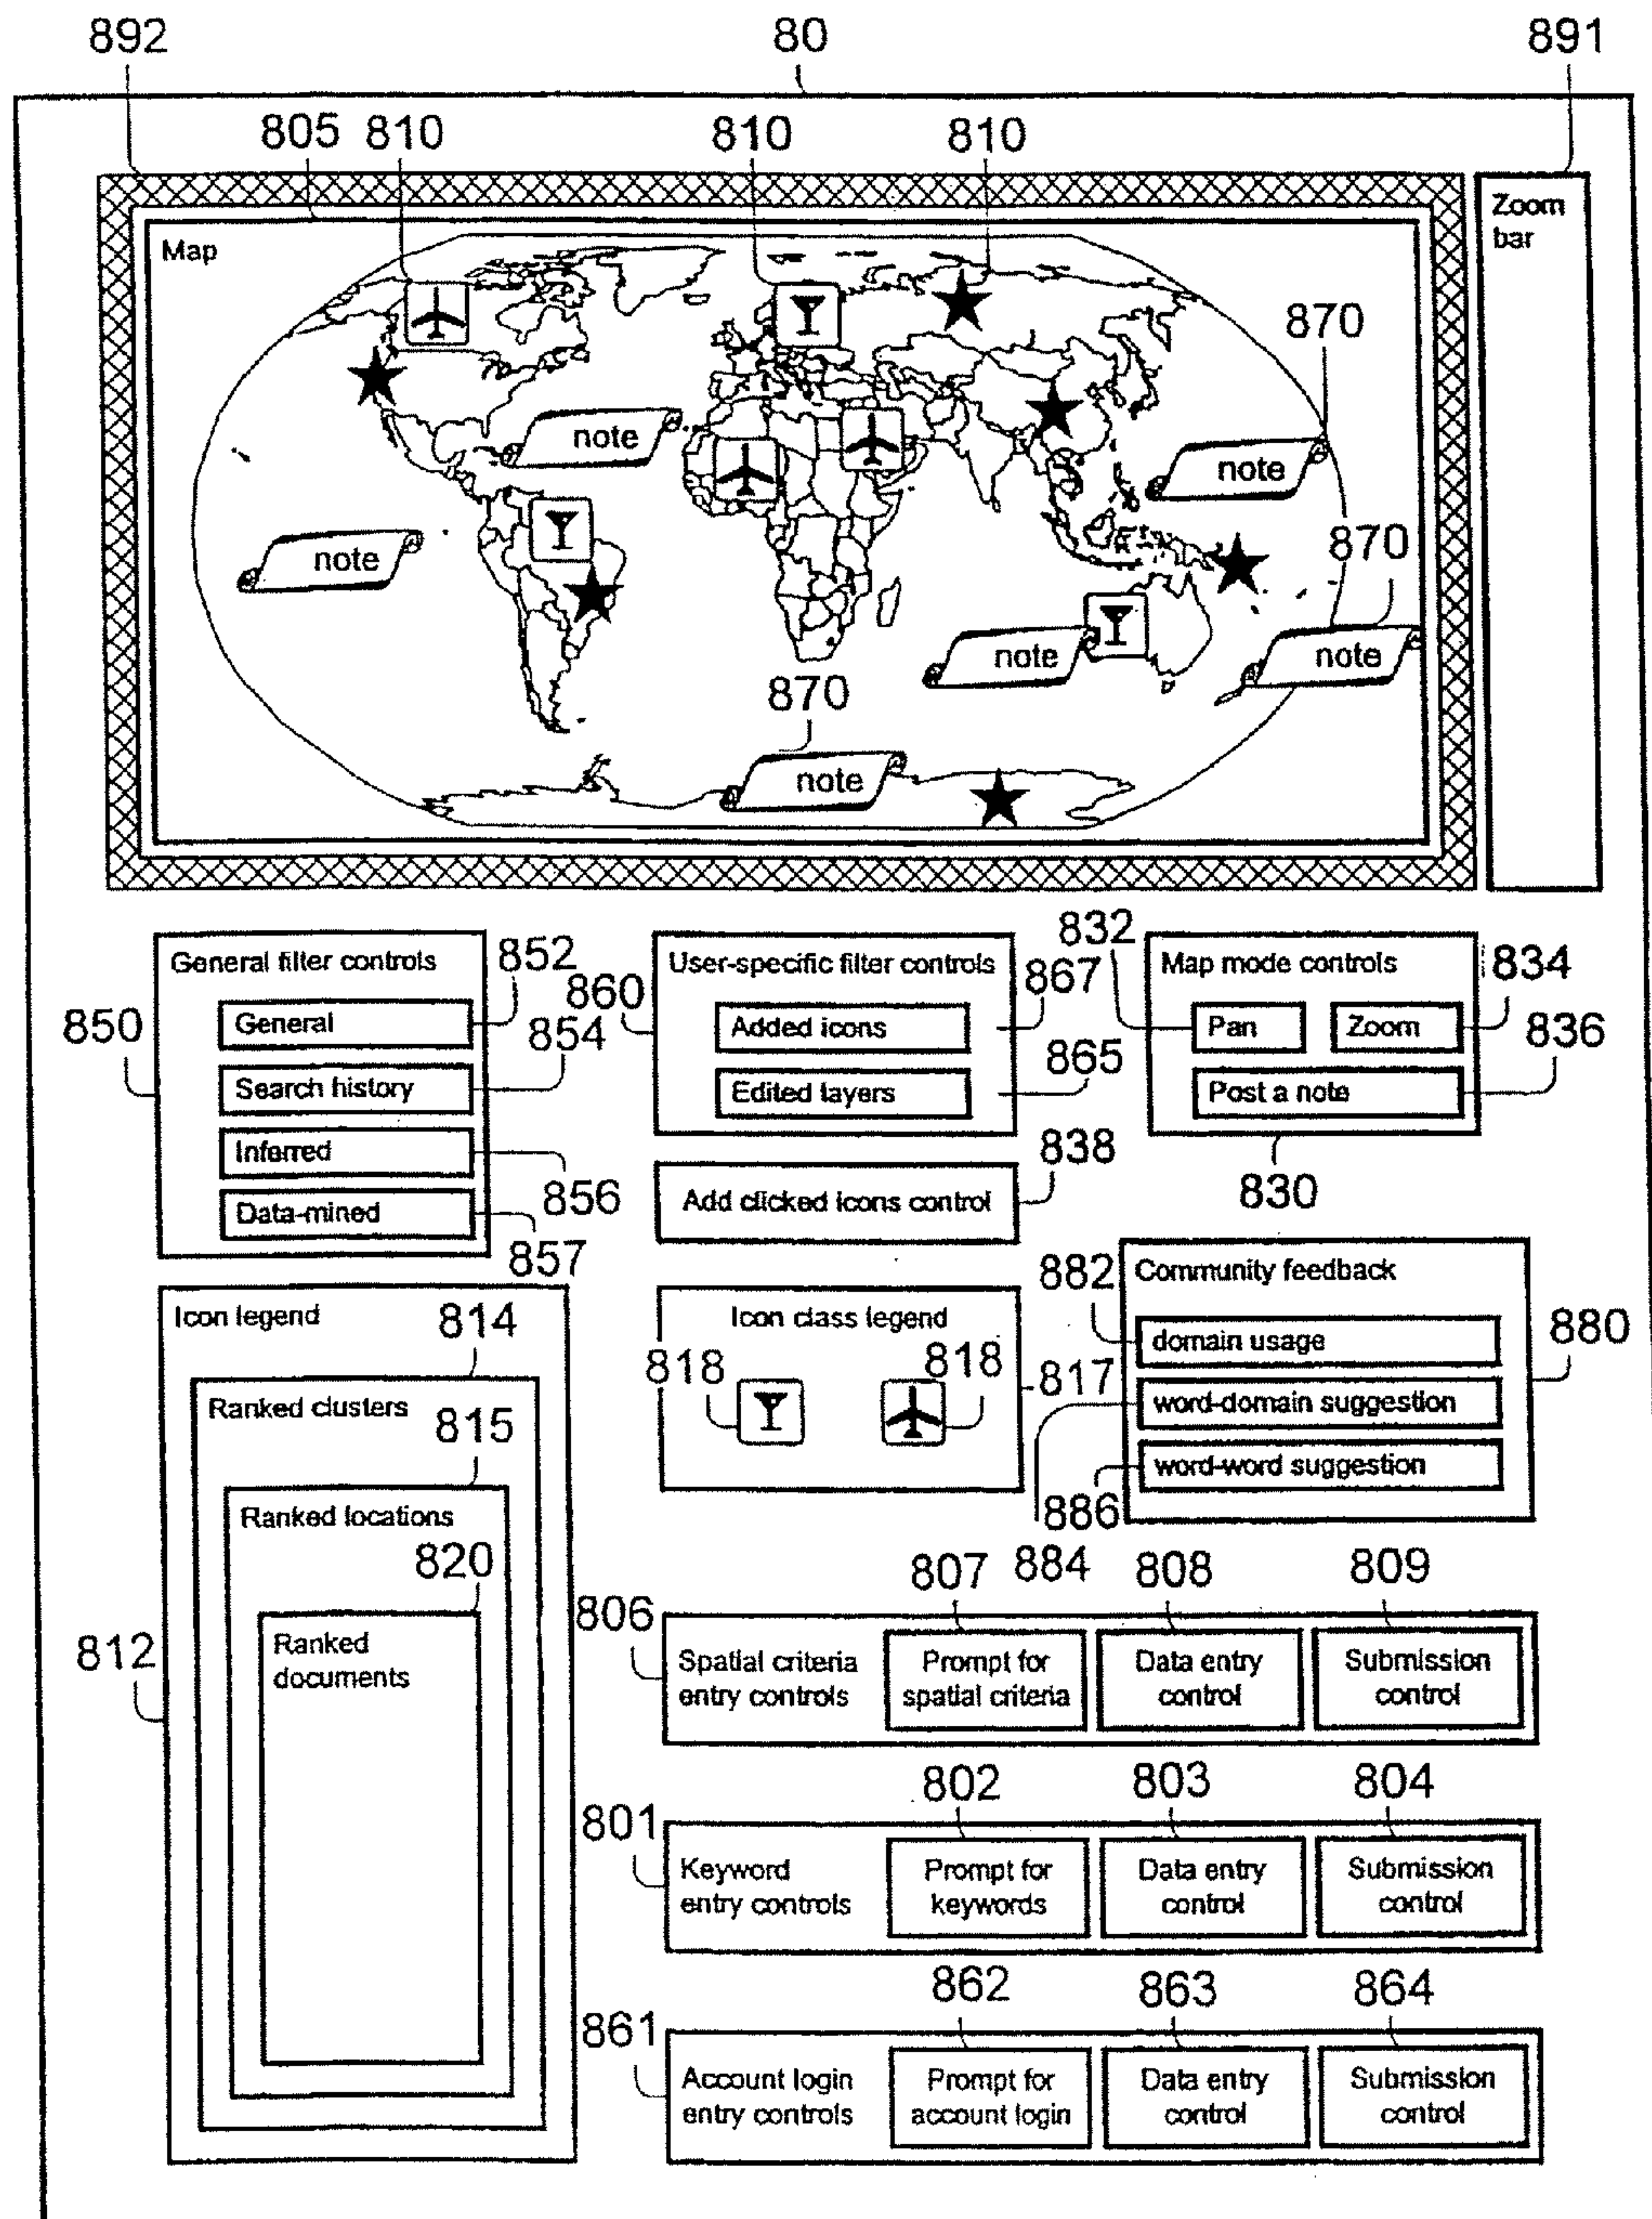 892
80
891
805
810
810
810
Zoom
bar
Map
870
note
note
870
note
note
note
870
note
General filter controls
852
General
854
Search history
850
Inferred
856
Data-mined
857
User-specific filter controls
860
867
Added icons
865
Edited layers
838
Add clicked icons control
832
Map mode controls
834
Pan
Zoom
836
Post a note
830
Icon legend
814
Ranked clusters
815
Ranked locations
820
Ranked
documents
812
Icon class legend
818
818
817
882
Community feedback
880
domain usage
word-domain suggestion
word-word suggestion
886
884
807
808
809
806
Spatial criteria
entry controls
Prompt for
spatial criteria
Data entry
control
Submission
control
802
803
804
801
Keyword
entry controls
Prompt for
keywords
Data entry
control
Submission
control
862
863
864
861
Account login
entry controls
Prompt for
account login
Data entry
control
Submission
control